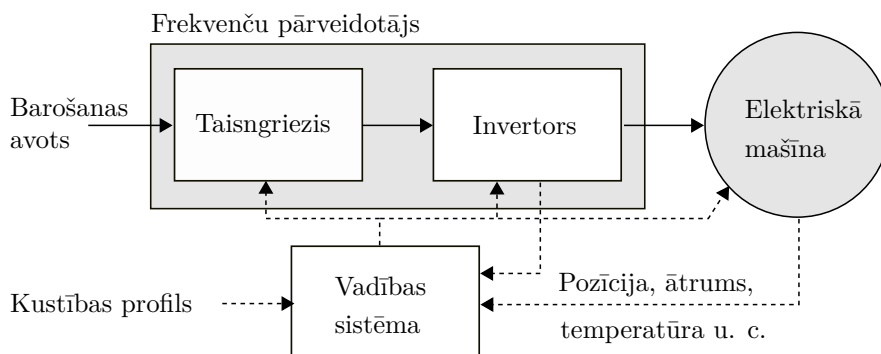 Frekvenču pārveidotājs
Barošanas
avots
Taisngriezis
Invertors
Elektriskā
mašīna
Kustības profils
Vadības
sistēma
Pozīcija, ātrums,
temperatūra u. c.